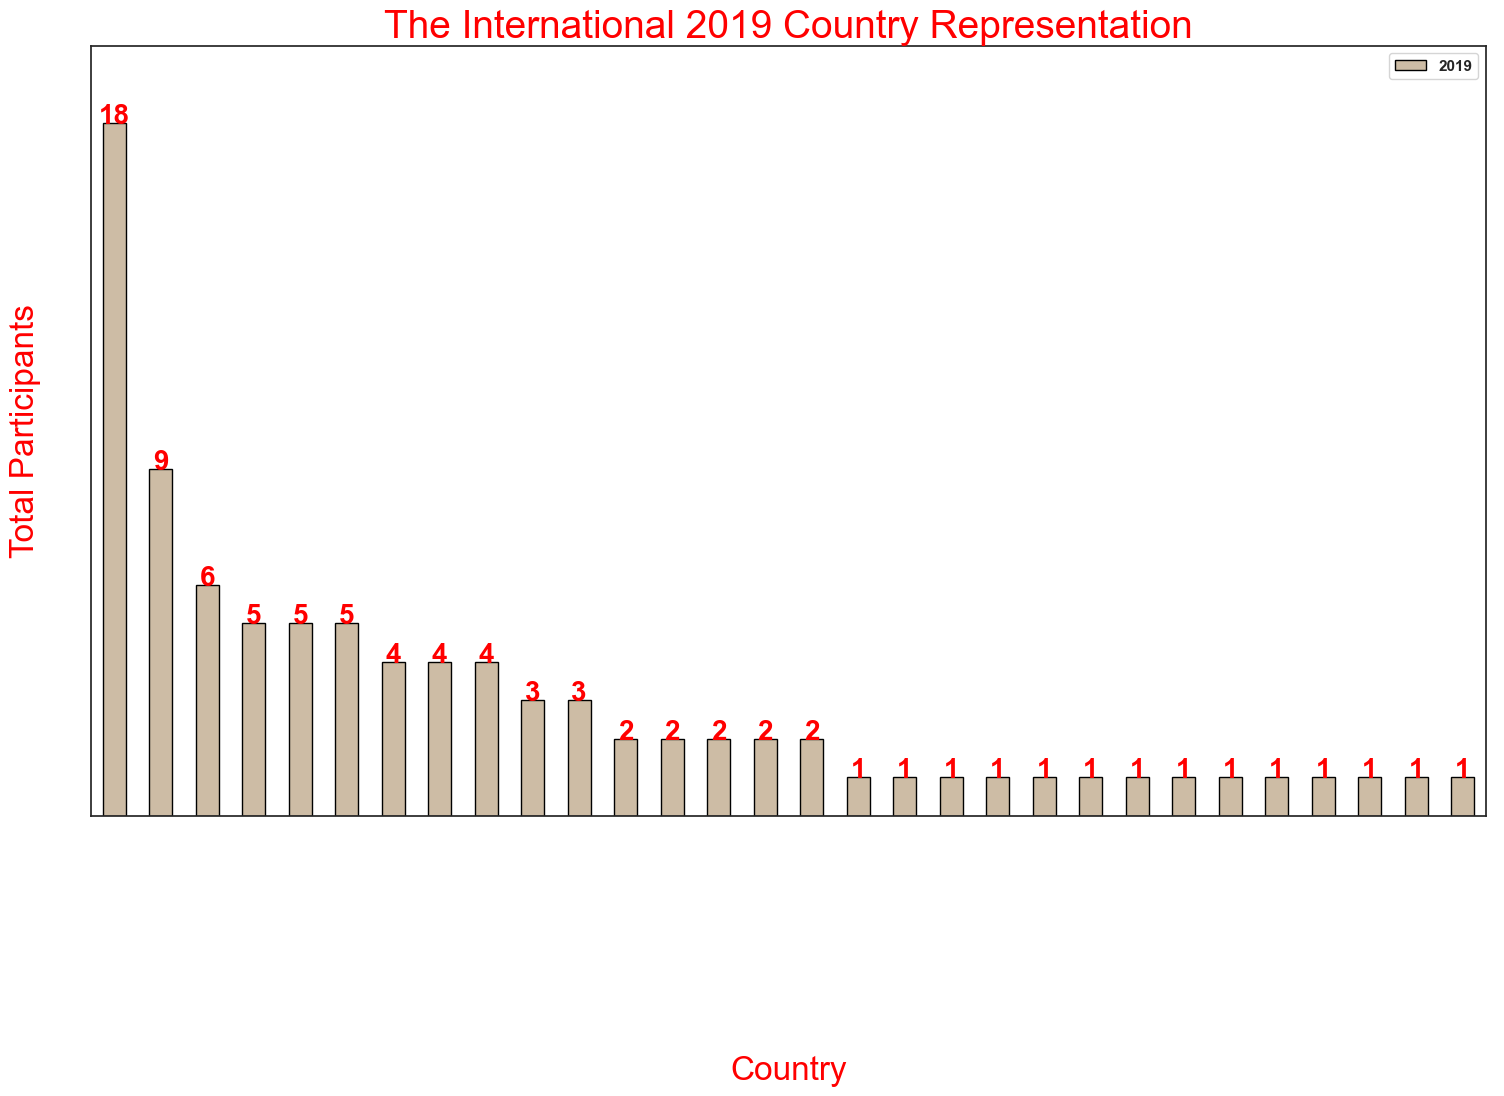 The International 2019 Country Representation
2019
18
9
6
5 5 5
4 4 4
3 3
2 2 2 2 2
1 1 1 1 1 1 1 1 1 1 1 1 1 1
Total Participants
Country